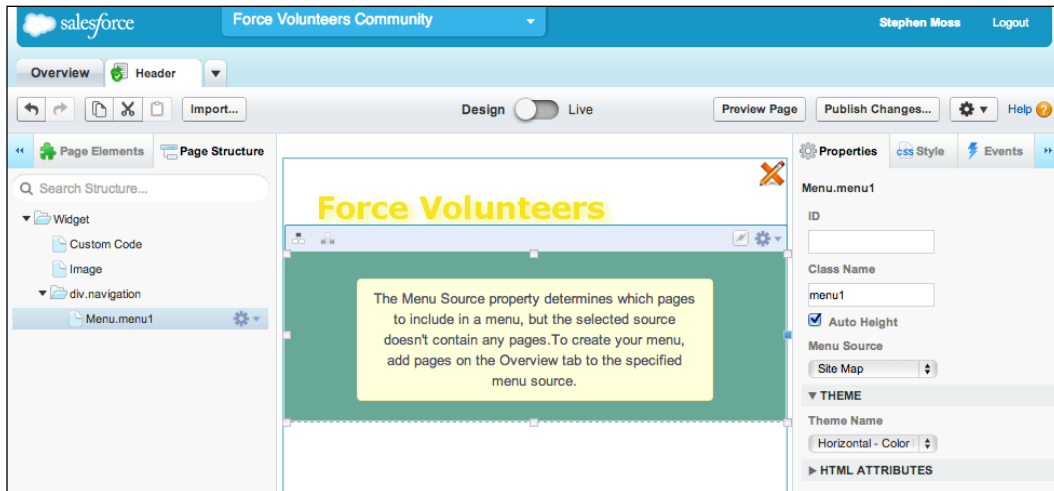 salesforce
Force Volunteers Community
Stephen Moss
Logout
Overview
Header
Import...
Design
Live
Preview Page
Publish Changes...
Help
Page Elements
Page Structure
Search Structure...
Widget
Custom Code
Image
div.navigation
Menu.menu1
Force Volunteers
The Menu Source property determines which pages
to include in a menu, but the selected source
doesn't contain any pages.To create your menu,
add pages on the Overview tab to the specified
menu source.
Properties
css Style
Events
Menu.menu1
ID
Class Name
menu1
Auto Height
Menu Source
Site Map
THEME
Theme Name
Horizontal - Color
HTML ATTRIBUTES